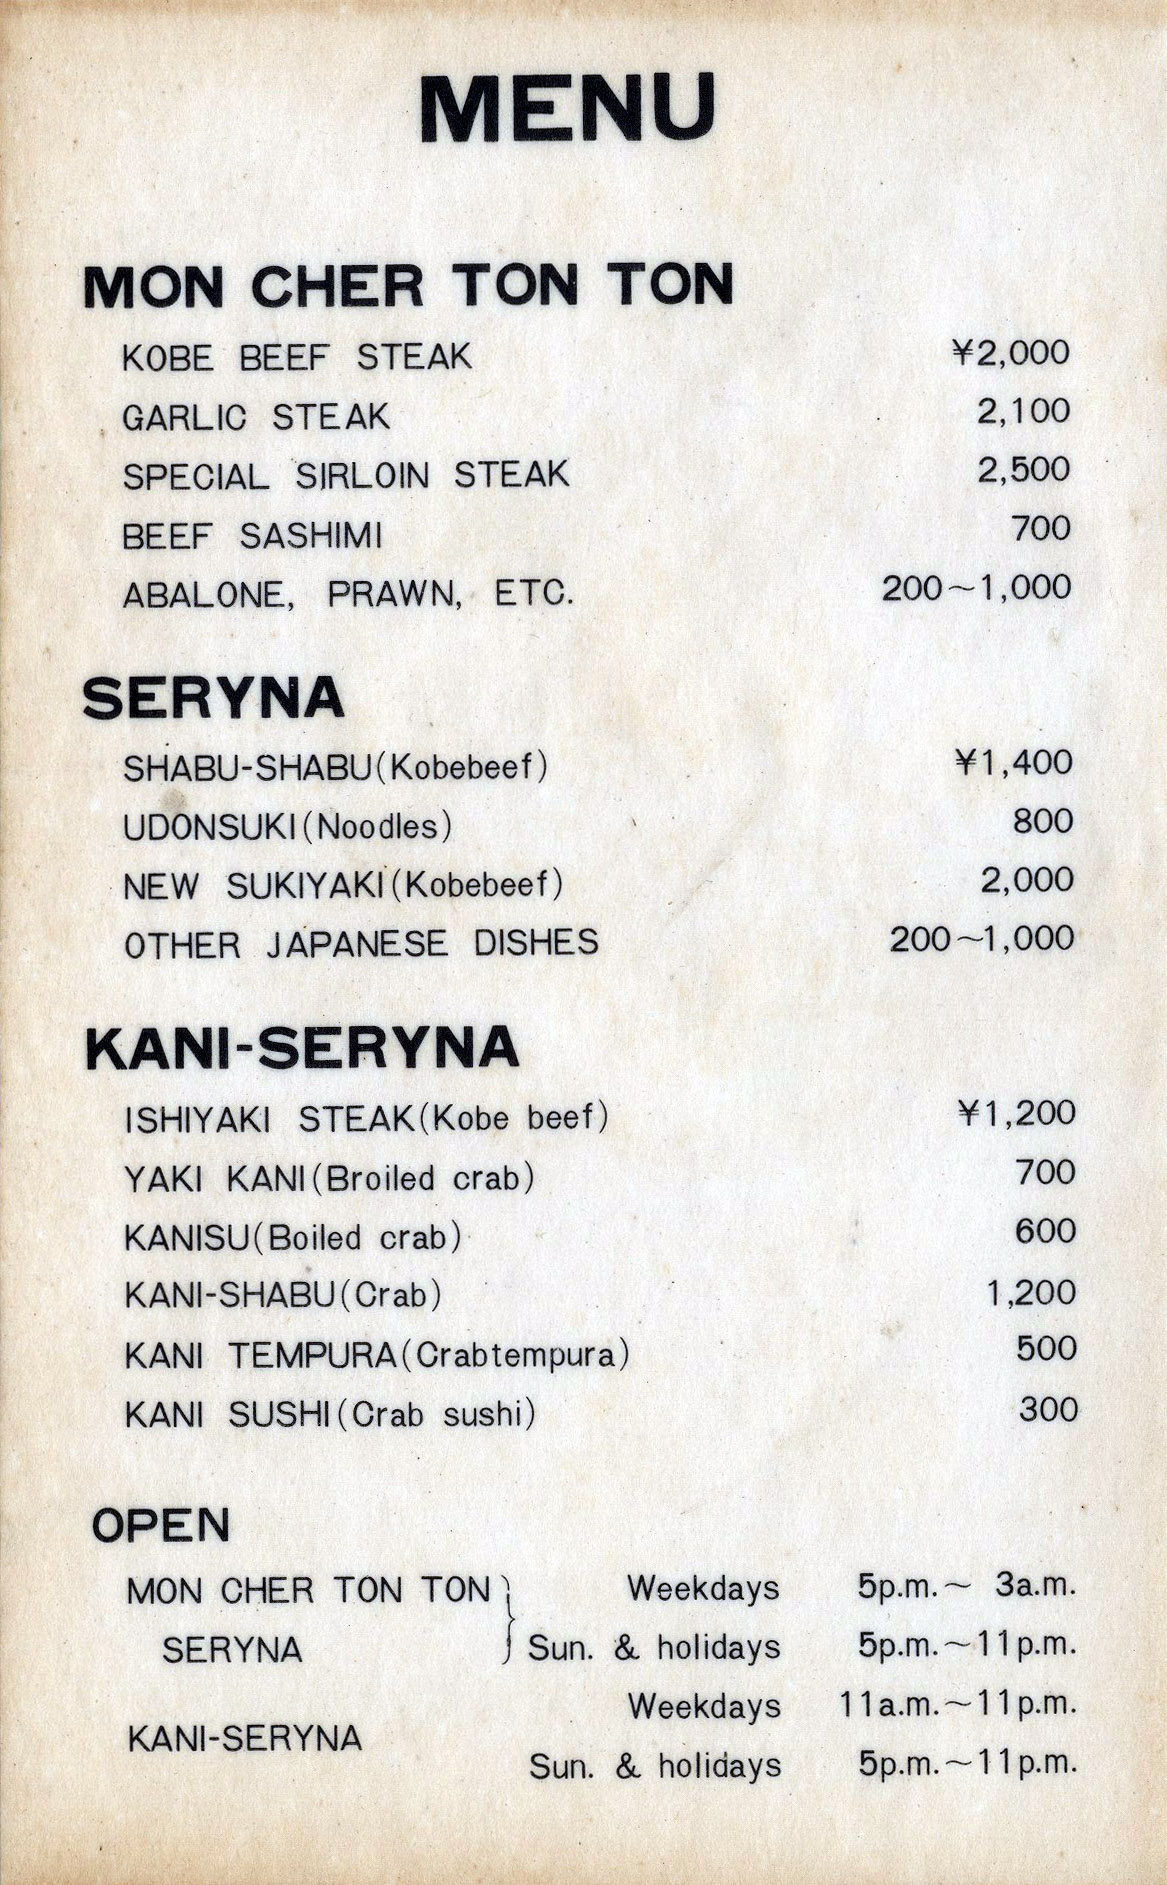 MENU
MON CHER TON TON
KOBE BEEF STEAK ¥2,000
GARLIC STEAK 2,100
SPECIAL SIRLOIN STEAK 2,500
BEEF SASHIMI 700
ABALONE, PRAWN, ETC. 200~1,000
SERYNA
SHABU-SHABU(Kobebeef) ¥1,400
UDONSUKI(Noodles) 800
NEW SUKIYAKI(Kobebeef) 2,000
OTHER JAPANESE DISHES 200~1,000
KANI-SERYNA
ISHIYAKI STEAK(Kobe beef) ¥1,200
YAKI KANI(Broiled crab) 700
KANISU(Boiled crab) 600
KANI-SHABU(Crab) 1,200
KANI TEMPURA(Crabtempura) 500
KANI SUSHI(Crab sushi) 300
OPEN
MON CHER TON TON } Weekdays 5p.m.~ 3a.m.
SERYNA Sun. & holidays 5p.m.~11p.m.
Weekdays 11a.m.~11p.m.
KANI-SERYNA
Sun. & holidays 5p.m.~11p.m.